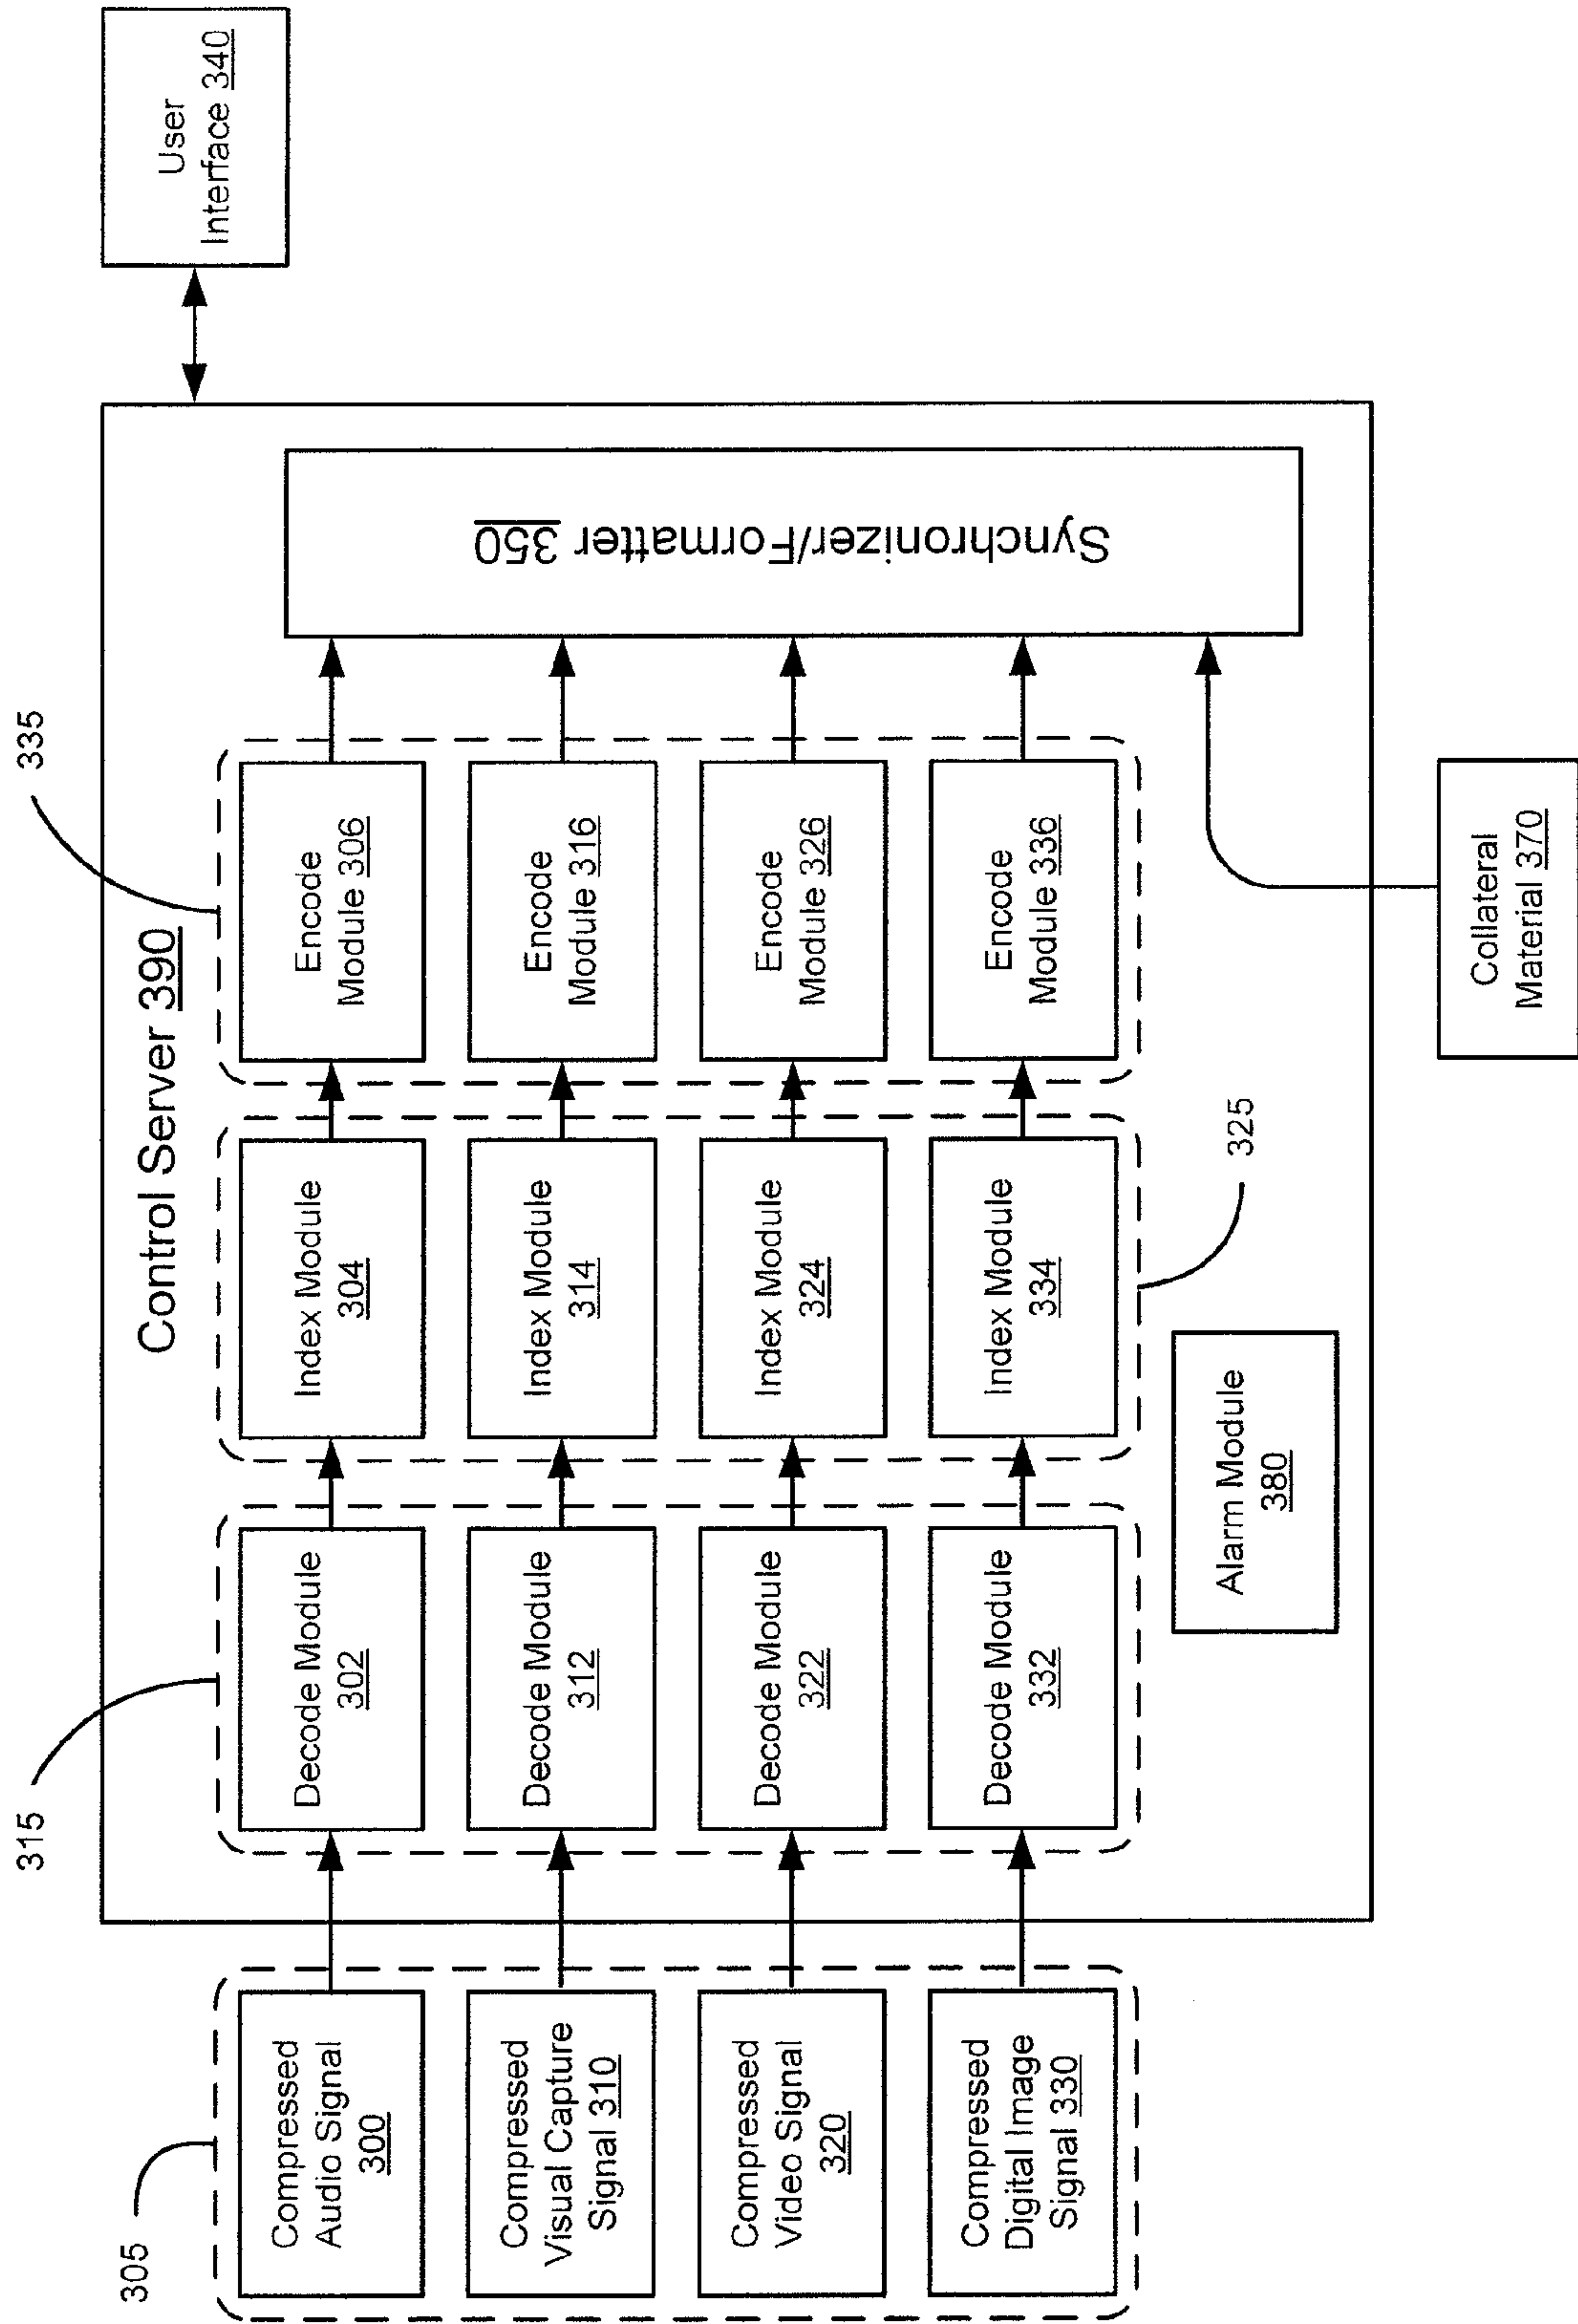 305
Compressed
Audio Signal
300
Compressed
Visual Capture
Signal 310
Compressed
Video Signal
320
Compressed
Digital Image
Signal 330
315
Control Server 390
335
Decode Module
302
Decode Module
312
Decode Module
322
Decode Module
332
Index Module
304
Index Module
314
Index Module
324
Index Module
334
325
Encode
Module 306
Encode
Module 316
Encode
Module 326
Encode
Module 336
Synchronizer/Formatter 350
Alarm Module
380
Collateral
Material 370
User
Interface 340